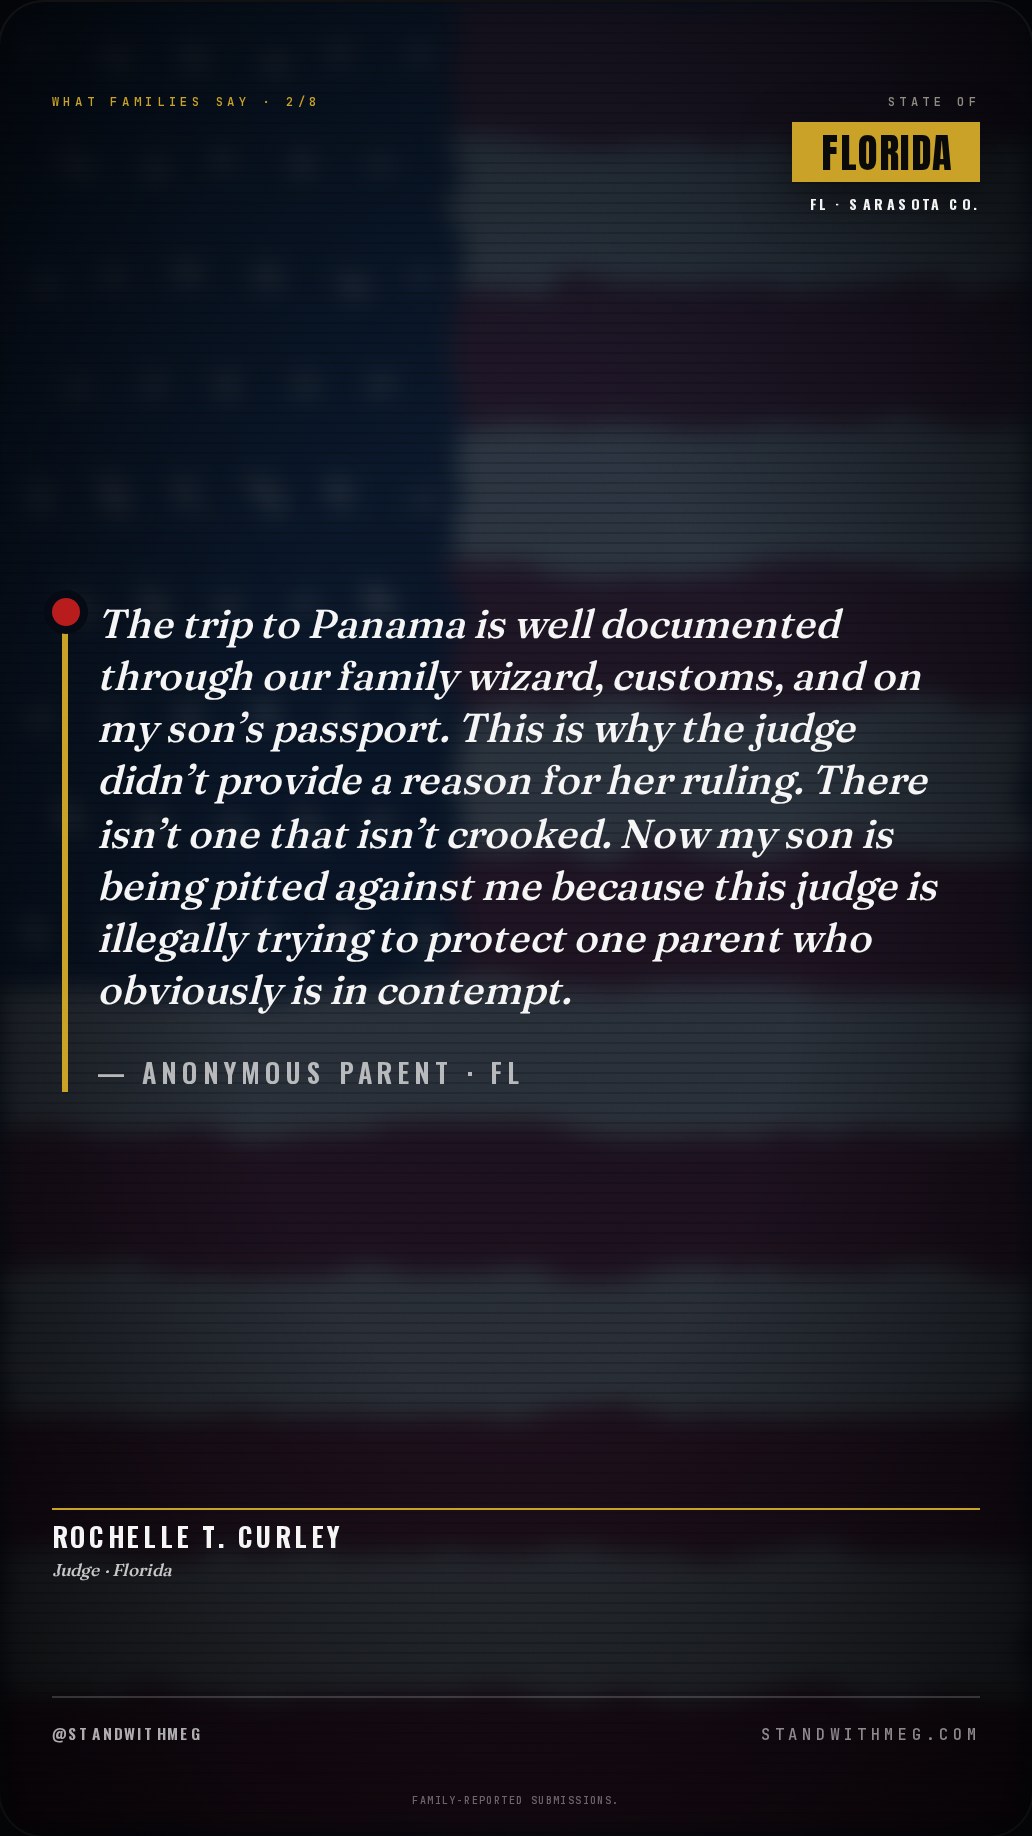 WHAT FAMILIES SAY · 2/8
STATE OF
FLORIDA
FL · SARASOTA CO.
The trip to Panama is well documented
through our family wizard, customs, and on
my son’s passport. This is why the judge
didn’t provide a reason for her ruling. There
isn’t one that isn’t crooked. Now my son is
being pitted against me because this judge is
illegally trying to protect one parent who
obviously is in contempt.
— ANONYMOUS PARENT · FL
ROCHELLE T. CURLEY
Judge · Florida
@STANDWITHMEG
STANDWITHMEG.COM
FAMILY-REPORTED SUBMISSIONS.